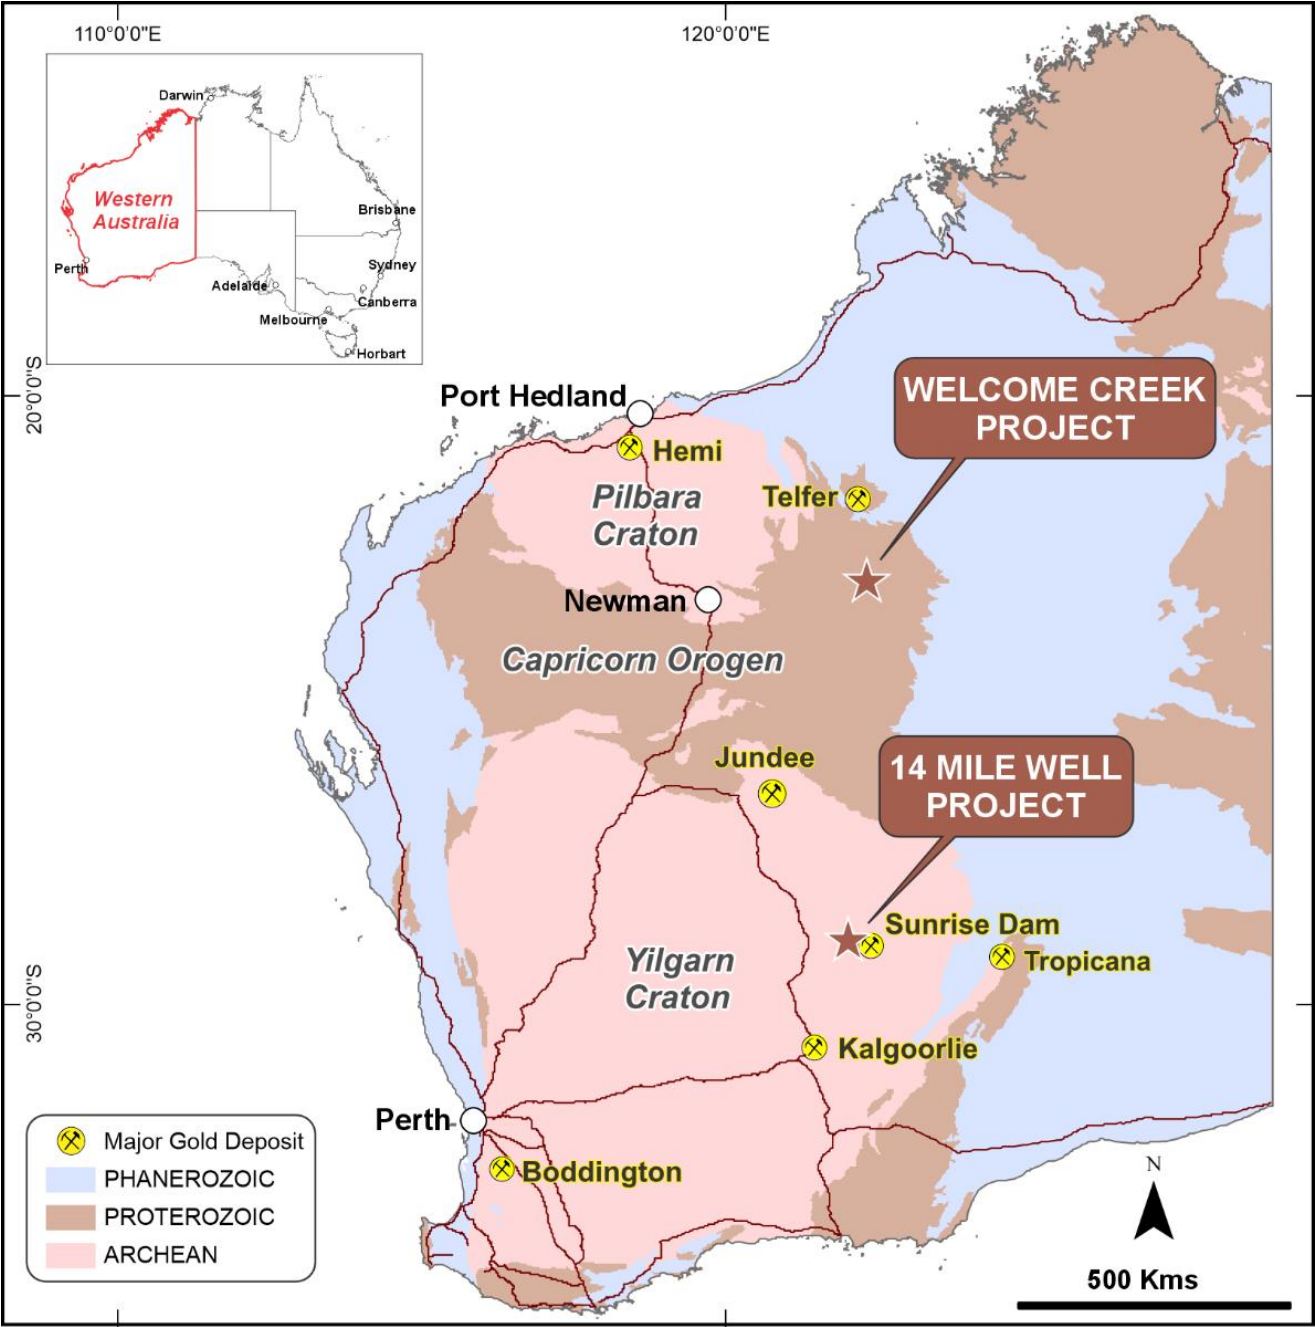 110°0'0"E
120°0'0"E
Darwin
Western
Australia
Brisbane
Perth
Sydney
Adelaide
Canberra
Melbourne
Horbart
20°0'0"S
Port Hedland
WELCOME CREEK
PROJECT
Hemi
Telfer
Pilbara
Craton
Newman
Capricorn Orogen
Jundee
14 MILE WELL
PROJECT
Sunrise Dam
Tropicana
Yilgarn
Craton
30°0'0"S
Kalgoorlie
Perth
Boddington
Major Gold Deposit
PHANEROZOIC
PROTEROZOIC
ARCHEAN
N
500 Kms